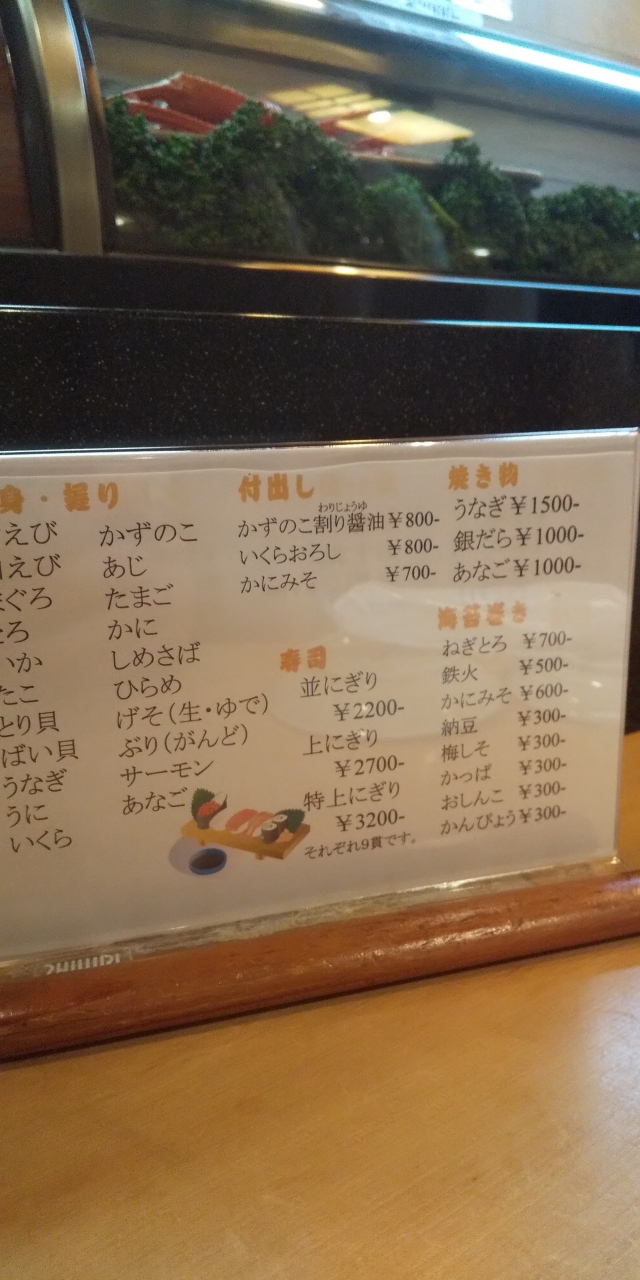 身・握り
えび
えび
まぐろ
とろ
いか
たこ
とり貝
ばい貝
うなぎ
うに
いくら
かずのこ
あじ
たまご
かに
しめさば
ひらめ
げそ（生・ゆで）
ぶり（がんど）
サーモン
あなご
付出し
わりじょうゆ
かずのこ割り醤油￥800-
いくらおろし ￥800-
かにみそ ￥700-
寿司
並にぎり
￥2200-
上にぎり
￥2700-
特上にぎり
￥3200-
それぞれ9貫です。
焼き物
うなぎ￥1500-
銀だら￥1000-
あなご￥1000-
海苔巻き
ねぎとろ ￥700-
鉄火 ￥500-
かにみそ ￥600-
納豆 ￥300-
梅しそ ￥300-
かっぱ ￥300-
おしんこ ￥300-
かんぴょう￥300-